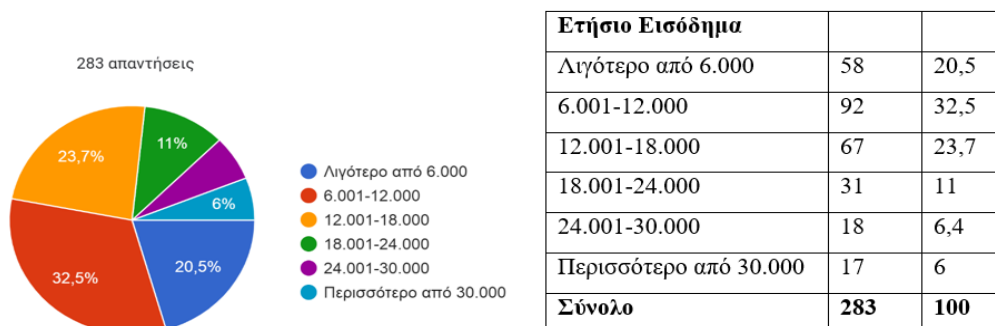 283 απαντήσεις
23,7%
11%
6%
32,5%
20,5%
Λιγότερο από 6.000
6.001-12.000
12.001-18.000
18.001-24.000
24.001-30.000
Περισσότερο από 30.000
Ετήσιο Εισόδημα
Λιγότερο από 6.000 58 20,5
6.001-12.000 92 32,5
12.001-18.000 67 23,7
18.001-24.000 31 11
24.001-30.000 18 6,4
Περισσότερο από 30.000 17 6
Σύνολο 283 100